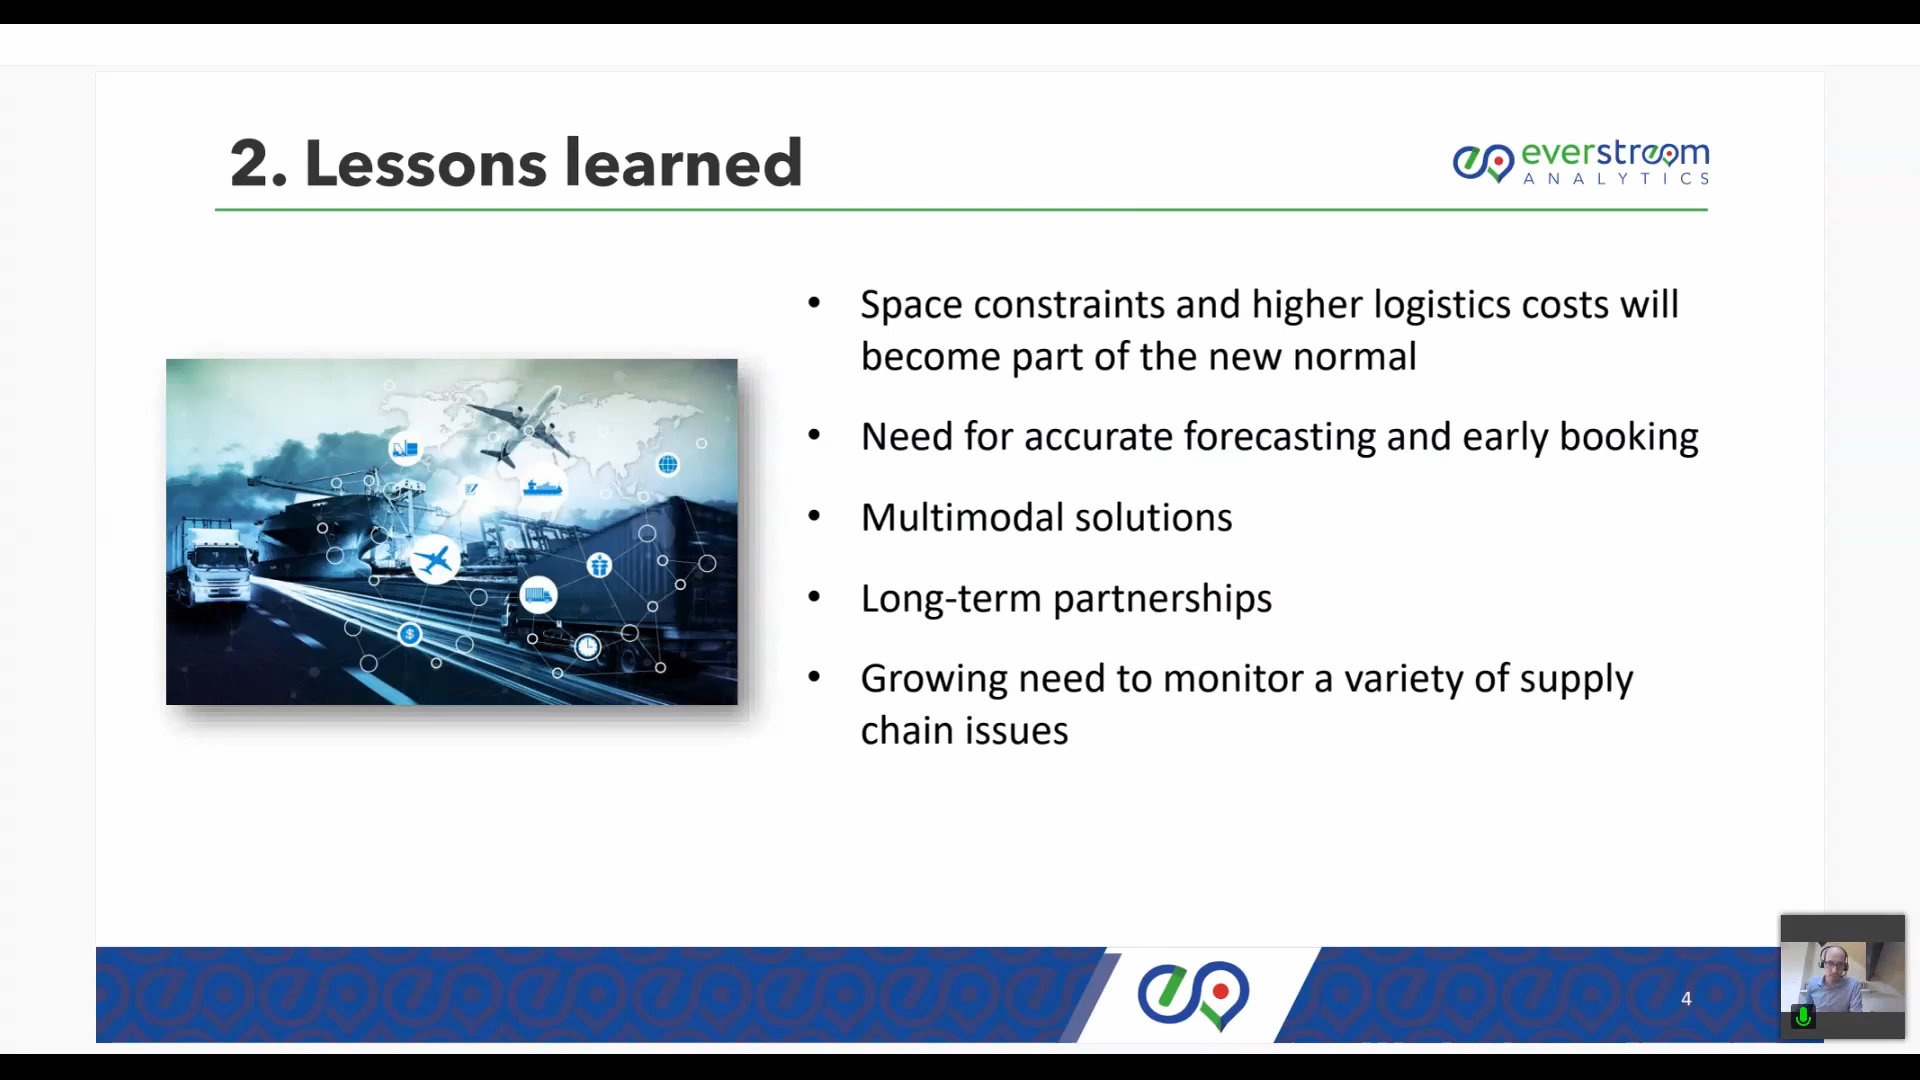 2. Lessons learned
everstream
ANALYTICS
• Space constraints and higher logistics costs will
become part of the new normal
• Need for accurate forecasting and early booking
• Multimodal solutions
• Long-term partnerships
• Growing need to monitor a variety of supply
chain issues
$
4